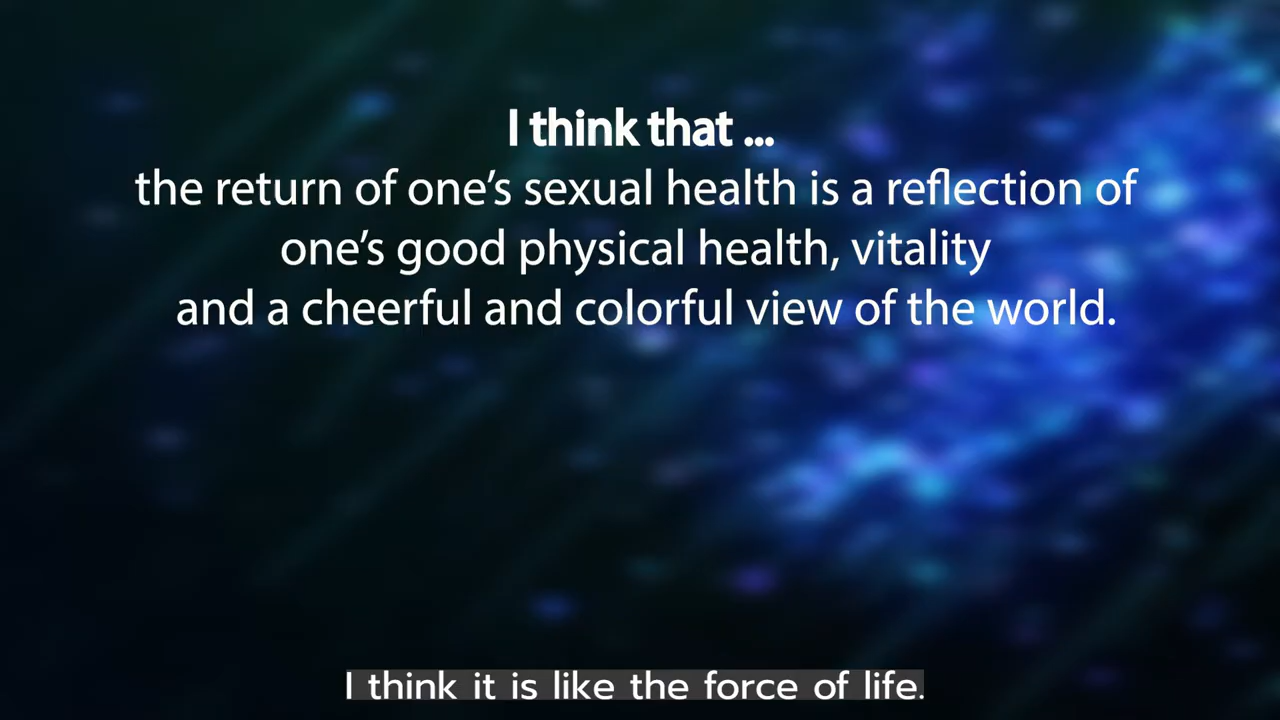 I think that ...
the return of one’s sexual health is a reflection of
one’s good physical health, vitality
and a cheerful and colorful view of the world.
I think it is like the force of life.